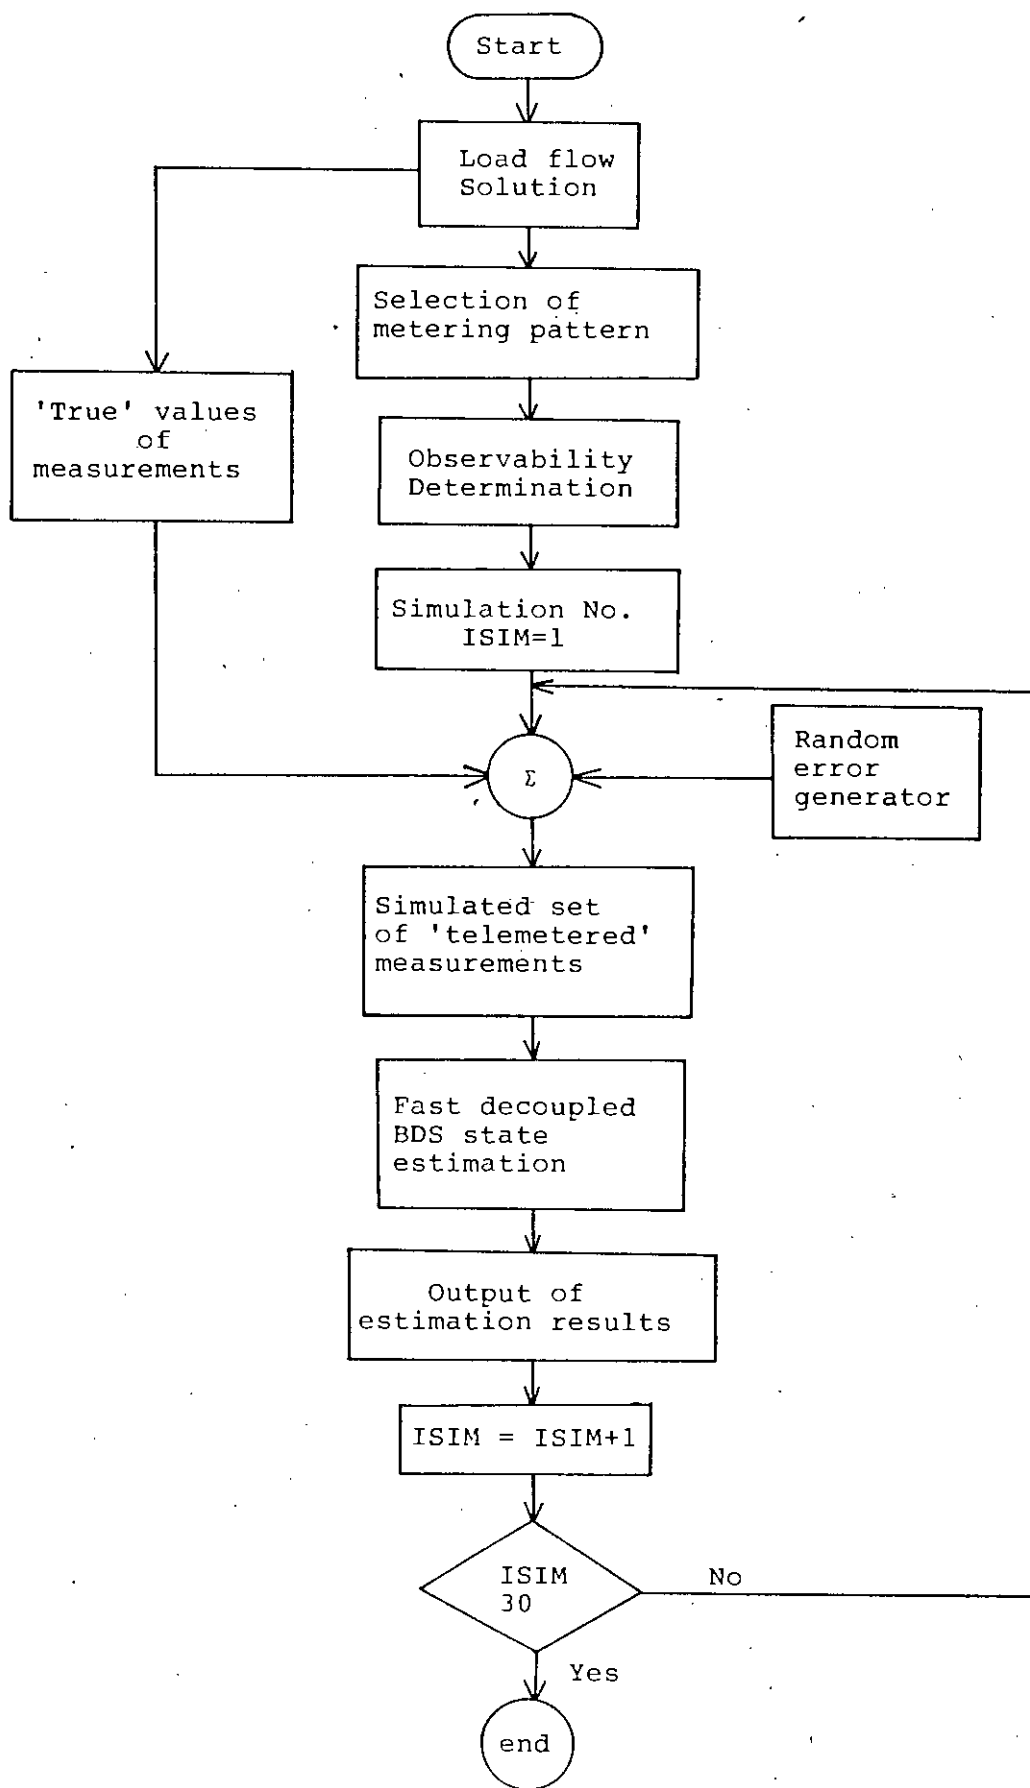 Start
Load flow
Solution
Selection of
metering pattern
'True' values
of
measurements
Observability
Determination
Simulation No.
ISIM=1
Random
error
generator
Σ
Simulated set
of 'telemetered'
measurements
Fast decoupled
BDS state
estimation
Output of
estimation results
ISIM = ISIM+1
ISIM
30
No
Yes
end